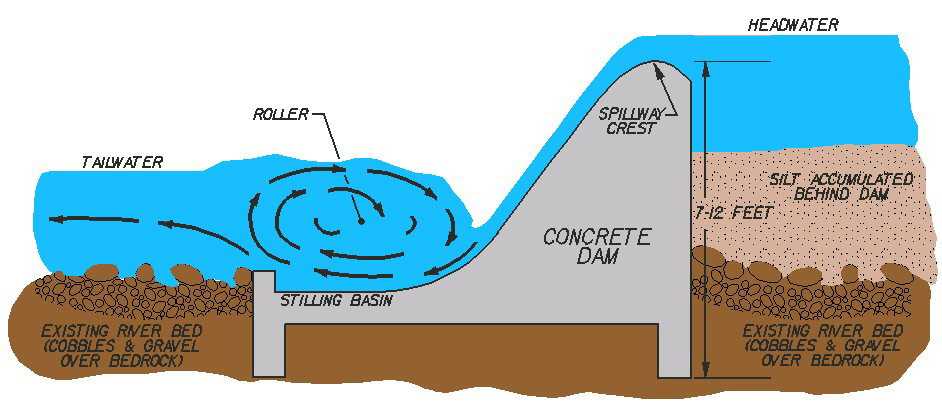 HEADWATER
ROLLER
SPILLWAY
CREST
TAILWATER
SILT ACCUMULATED
BEHIND DAM
7-12 FEET
CONCRETE
DAM
STILLING BASIN
EXISTING RIVER BED
(COBBLES & GRAVEL
OVER BEDROCK)
EXISTING RIVER BED
(COBBLES & GRAVEL
OVER BEDROCK)